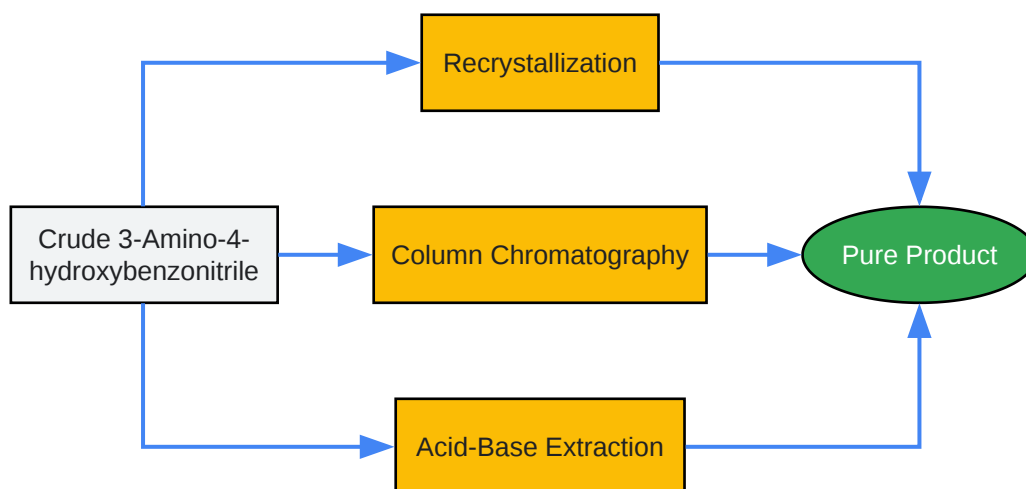 Recrystallization
Crude 3-Amino-4-
hydroxybenzonitrile
Column Chromatography
Pure Product
Acid-Base Extraction